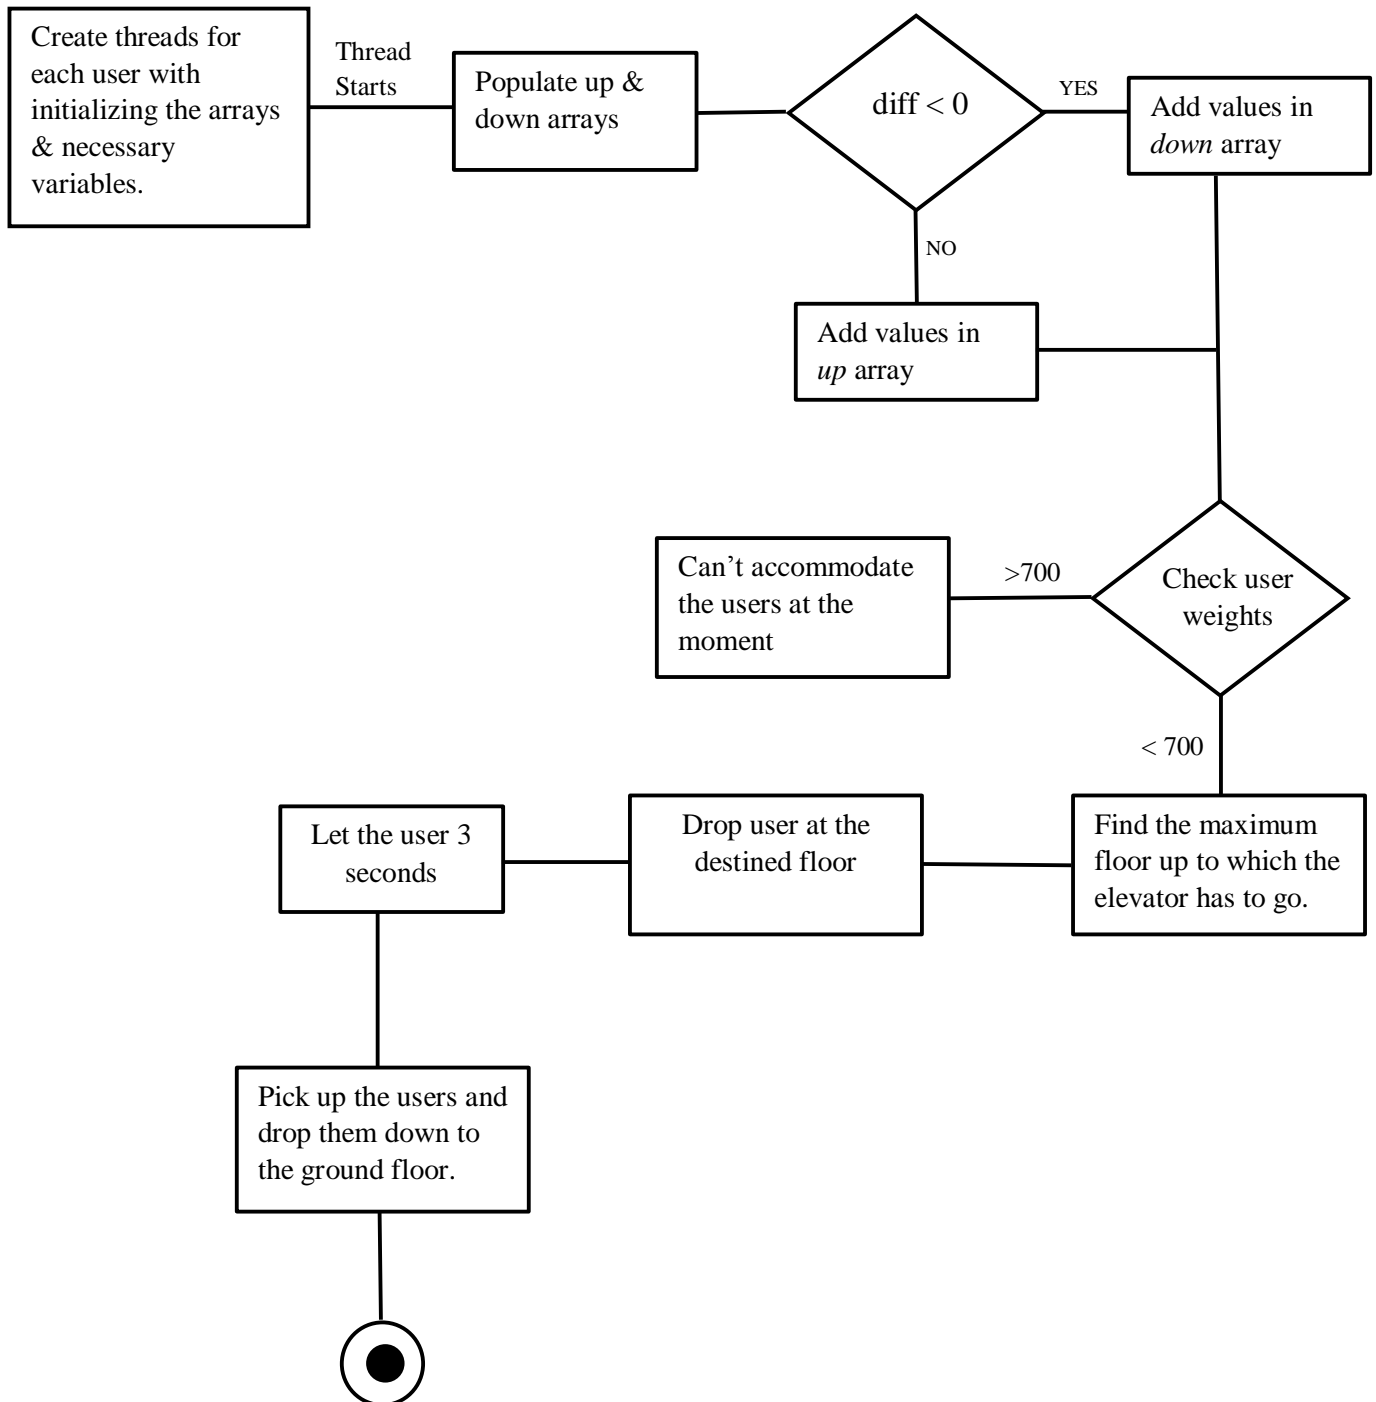 Create threads for
each user with
initializing the arrays
& necessary
variables.
Thread
Starts
Populate up &
down arrays
diff < 0
YES
Add values in
down array
NO
Add values in
up array
Can’t accommodate
the users at the
moment
>700
Check user
weights
< 700
Let the user 3
seconds
Drop user at the
destined floor
Find the maximum
floor up to which the
elevator has to go.
Pick up the users and
drop them down to
the ground floor.